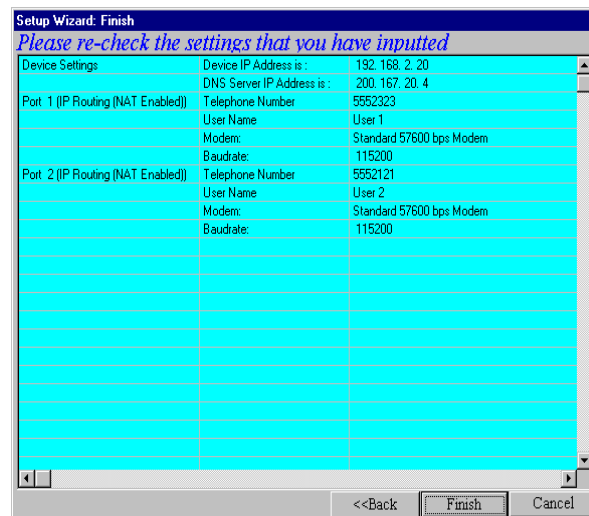 Setup Wizard: Finish
Please re-check the settings that you have inputted
Device Settings Device IP Address is : 192. 168. 2. 20
DNS Server IP Address is : 200. 167. 20. 4
Port 1 (IP Routing (NAT Enabled)) Telephone Number 5552323
User Name User 1
Modem: Standard 57600 bps Modem
Baudrate: 115200
Port 2 (IP Routing (NAT Enabled)) Telephone Number 5552121
User Name User 2
Modem: Standard 57600 bps Modem
Baudrate: 115200
<<Back Finish Cancel